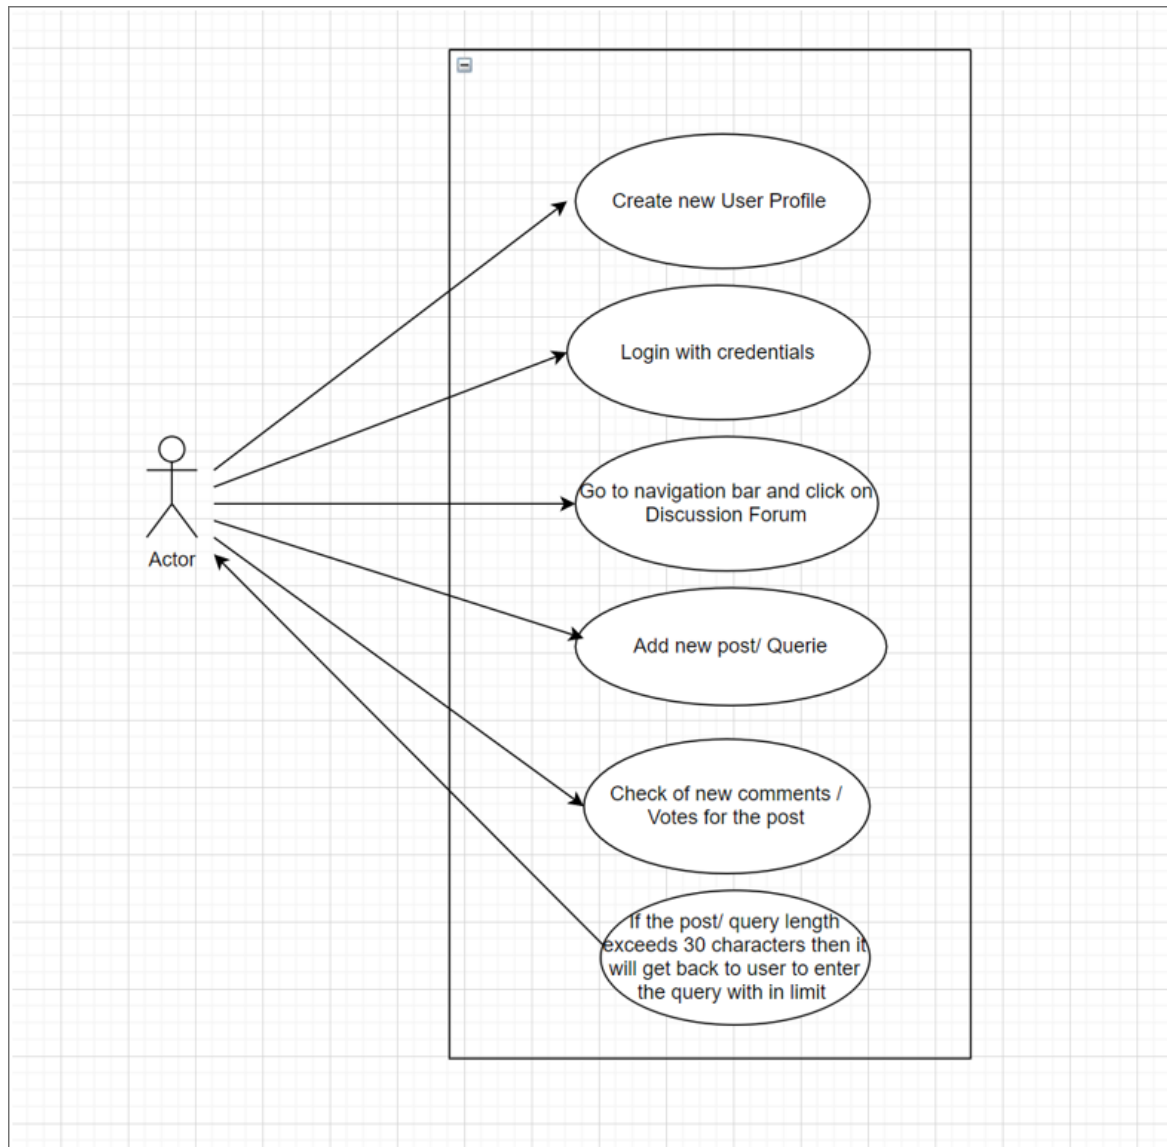 Create new User Profile
Login with credentials
Go to navigation bar and click on
Discussion Forum
Actor
Add new post/ Querie
Check of new comments /
Votes for the post
If the post/ query length
exceeds 30 characters then it
will get back to user to enter
the query with in limit